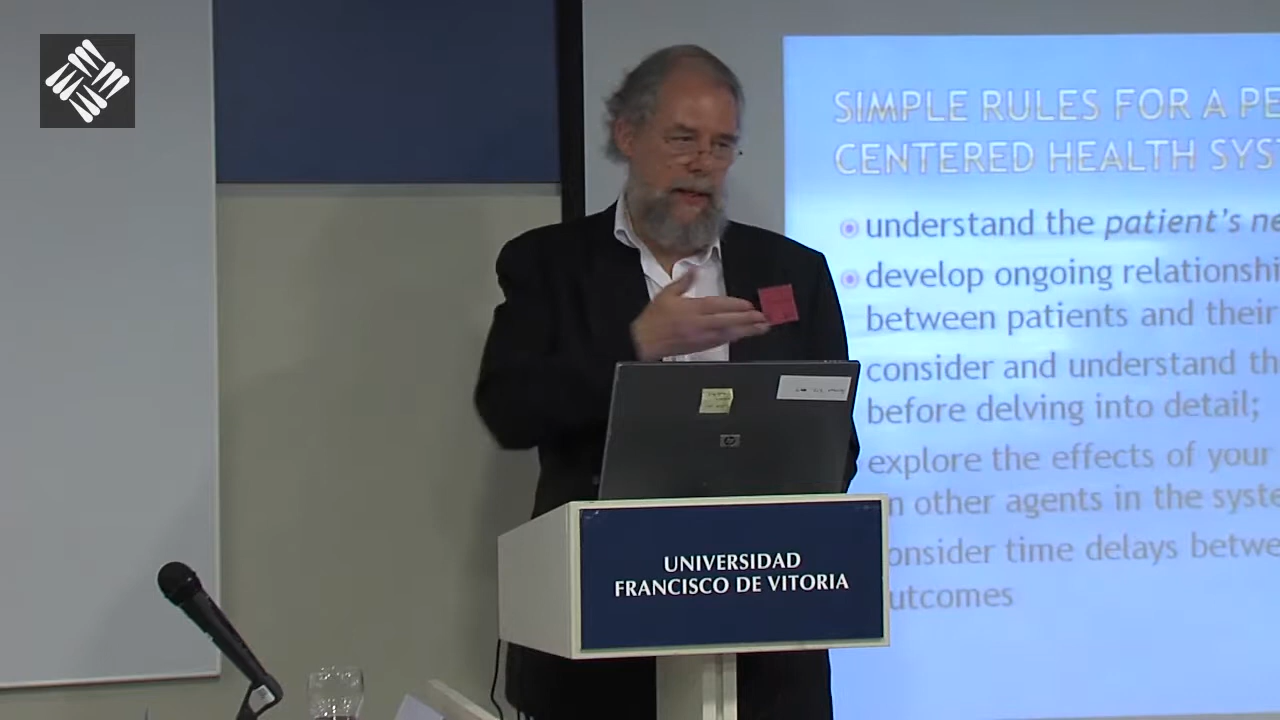 SIMPLE RULES FOR A PE
CENTERED HEALTH SYST
understand the patient's ne
develop ongoing relationshi
between patients and their
consider and understand th
before delving into detail;
explore the effects of your
n other agents in the syste
onsider time delays betwe
utcomes
hp
UNIVERSIDAD
FRANCISCO DE VITORIA